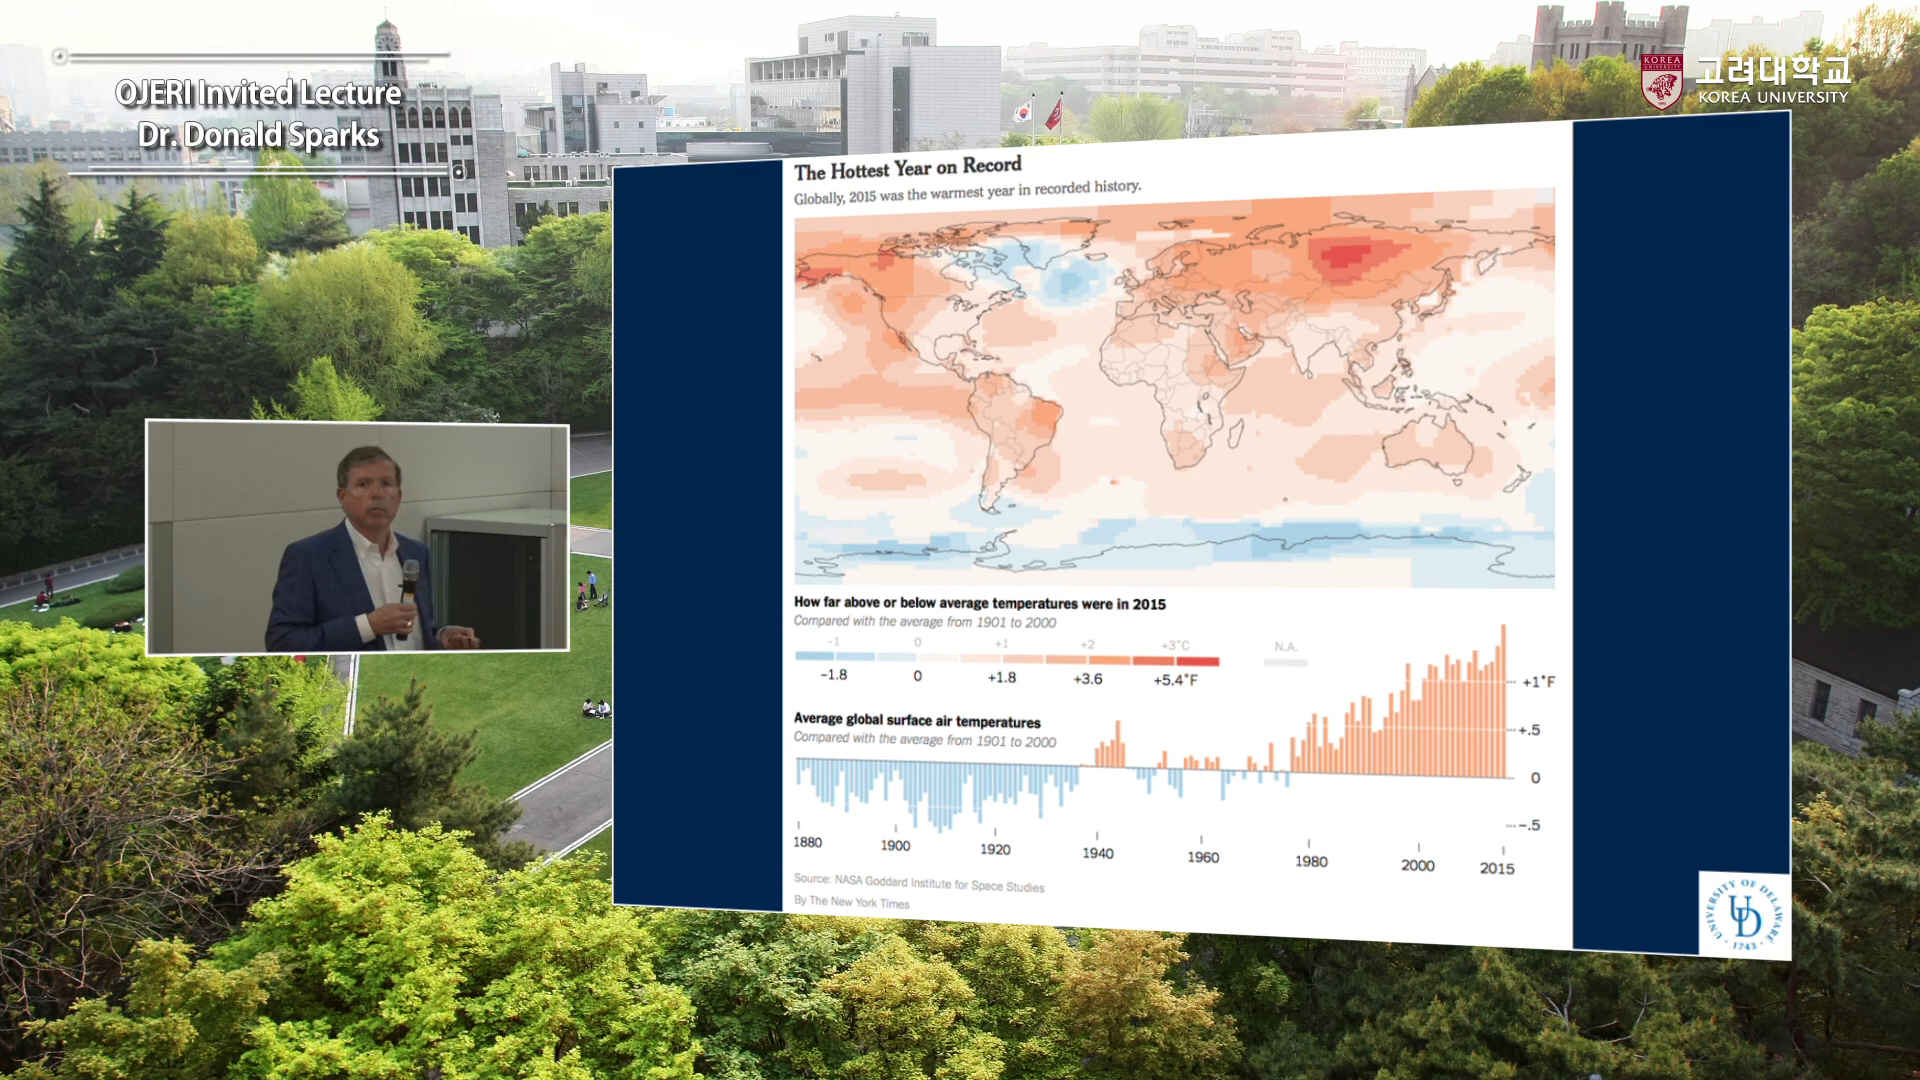 OJERI Invited Lecture
Dr. Donald Sparks
KOREA
UNIVERSITY
고려대학교
KOREA UNIVERSITY
The Hottest Year on Record
Globally, 2015 was the warmest year in recorded history.
How far above or below average temperatures were in 2015
Compared with the average from 1901 to 2000
-1 0 +1 +2 +3°C N.A.
-1.8 0 +1.8 +3.6 +5.4°F
Average global surface air temperatures
Compared with the average from 1901 to 2000
+1°F
+.5
0
-.5
1880 1900 1920 1940 1960 1980 2000 2015
Source: NASA Goddard Institute for Space Studies
By The New York Times
UNIVERSITY OF DELAWARE
UD
1743